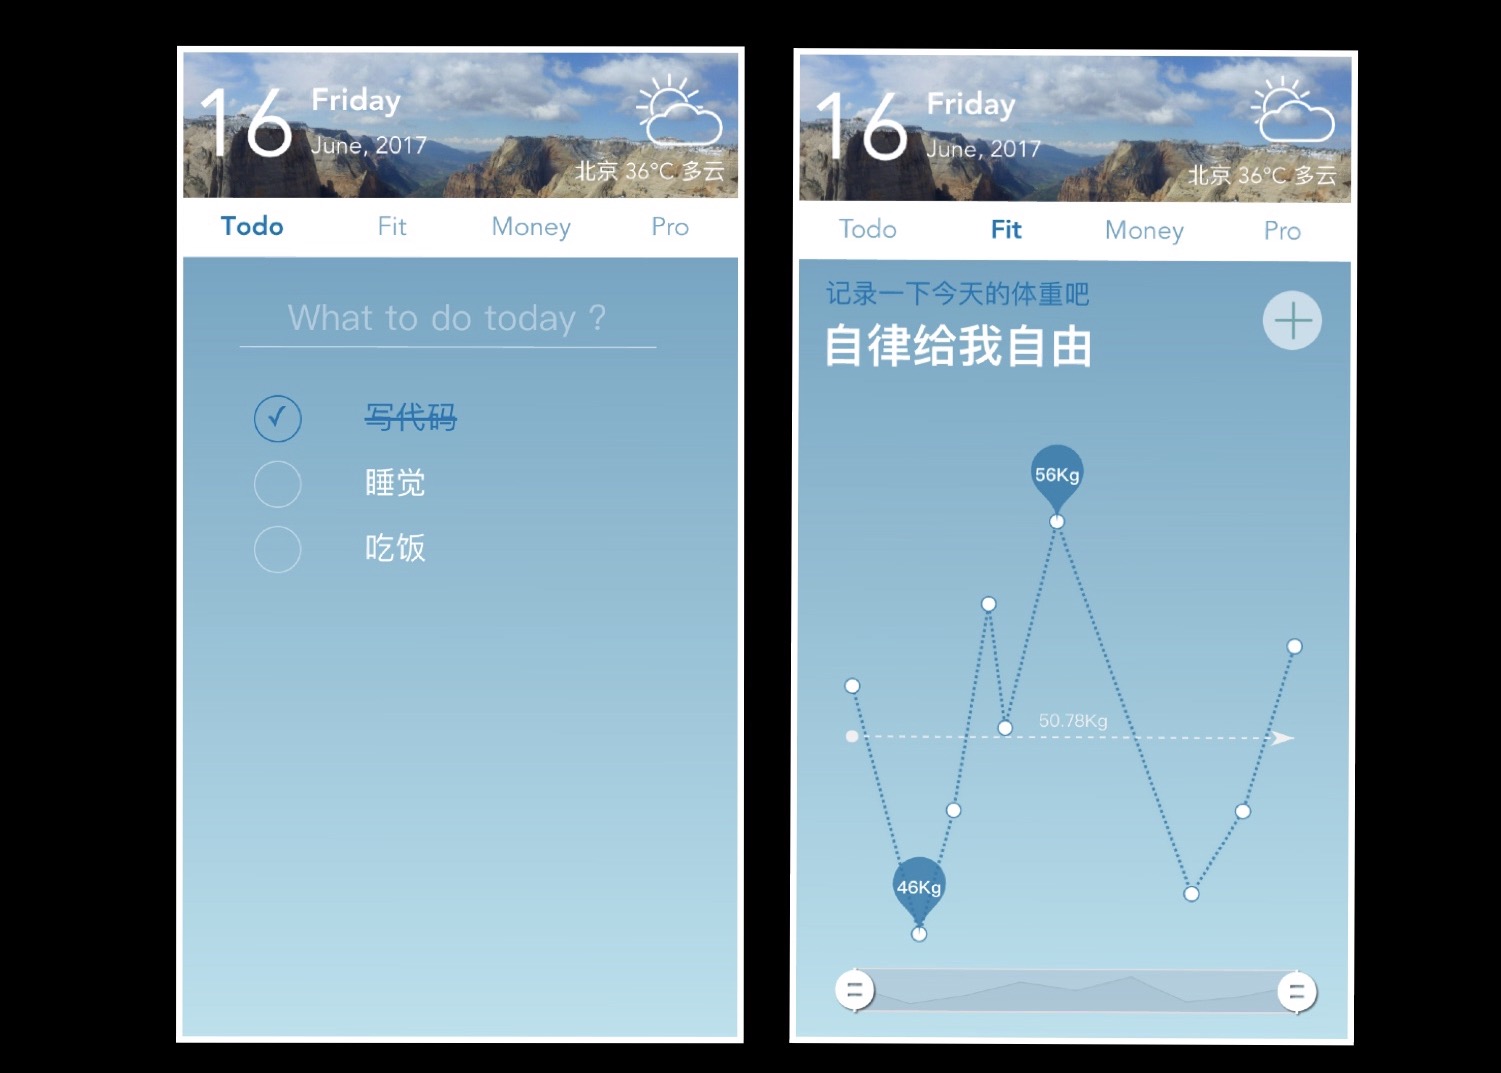 16
Friday
June, 2017
北京 36°C 多云
Todo Fit Money Pro
What to do today ?
写代码
睡觉
吃饭
16
Friday
June, 2017
北京 36°C 多云
Todo Fit Money Pro
记录一下今天的体重吧
自律给我自由
56Kg
50.78Kg
46Kg